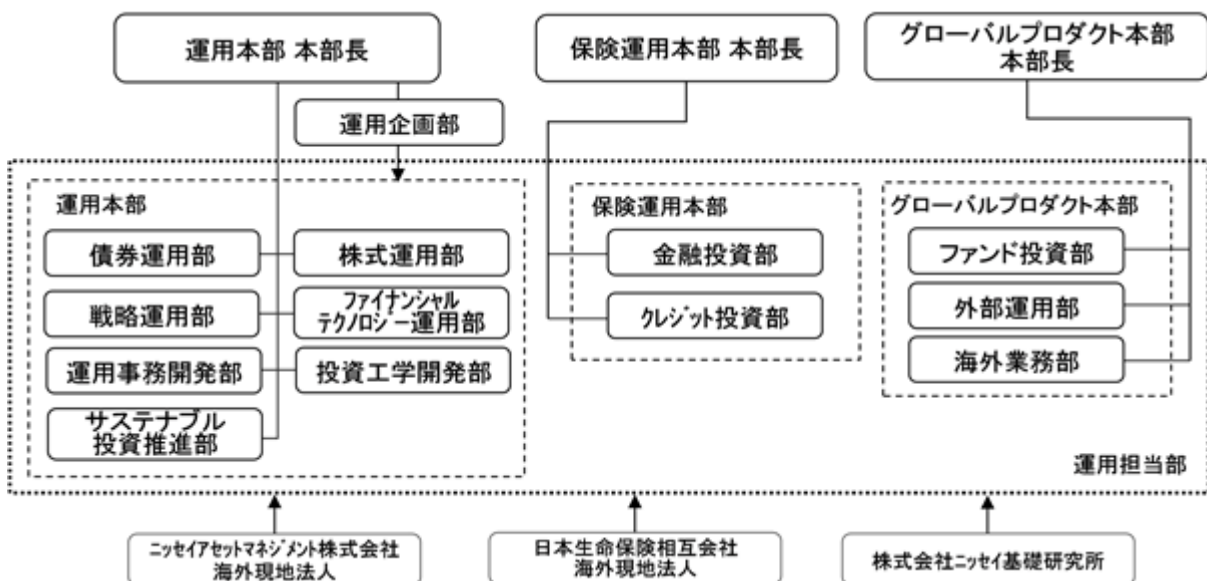 運用本部 本部長
保険運用本部 本部長
グローバルプロダクト本部
本部長
運用企画部
運用本部
債券運用部
株式運用部
戦略運用部
ファイナンシャル
テクノロジー運用部
運用事務開発部
投資工学開発部
サステナブル
投資推進部
保険運用本部
金融投資部
クレジット投資部
グローバルプロダクト本部
ファンド投資部
外部運用部
海外業務部
運用担当部
ニッセイアセットマネジメント株式会社
海外現地法人
日本生命保険相互会社
海外現地法人
株式会社ニッセイ基礎研究所